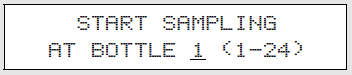 START SAMPLING
AT BOTTLE 1 (1-24)